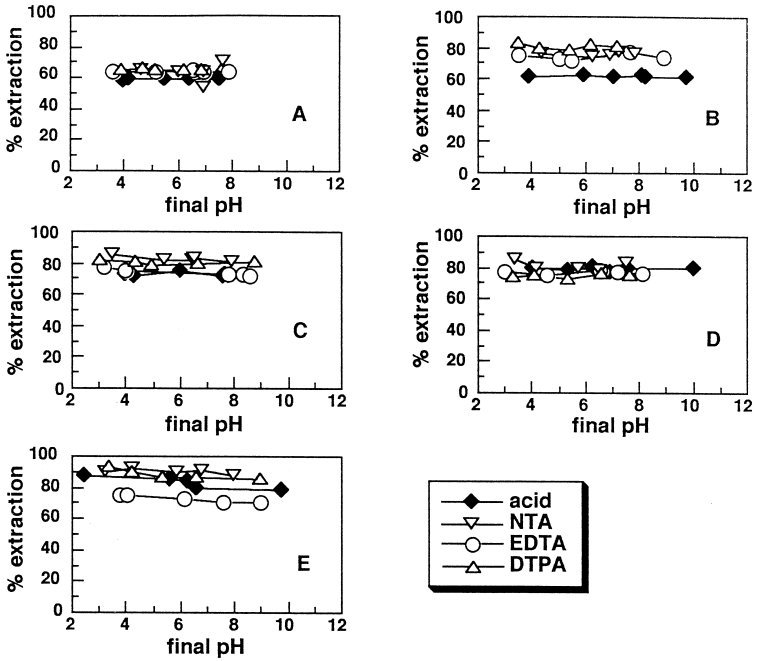 % extraction
100
80
60
40
20
0
A
2 4 6 8 10 12
final pH
% extraction
100
80
60
40
20
0
B
2 4 6 8 10 12
final pH
% extraction
100
80
60
40
20
0
C
2 4 6 8 10 12
final pH
% extraction
100
80
60
40
20
0
D
2 4 6 8 10 12
final pH
% extraction
100
80
60
40
20
0
E
2 4 6 8 10 12
final pH
acid
NTA
EDTA
DTPA